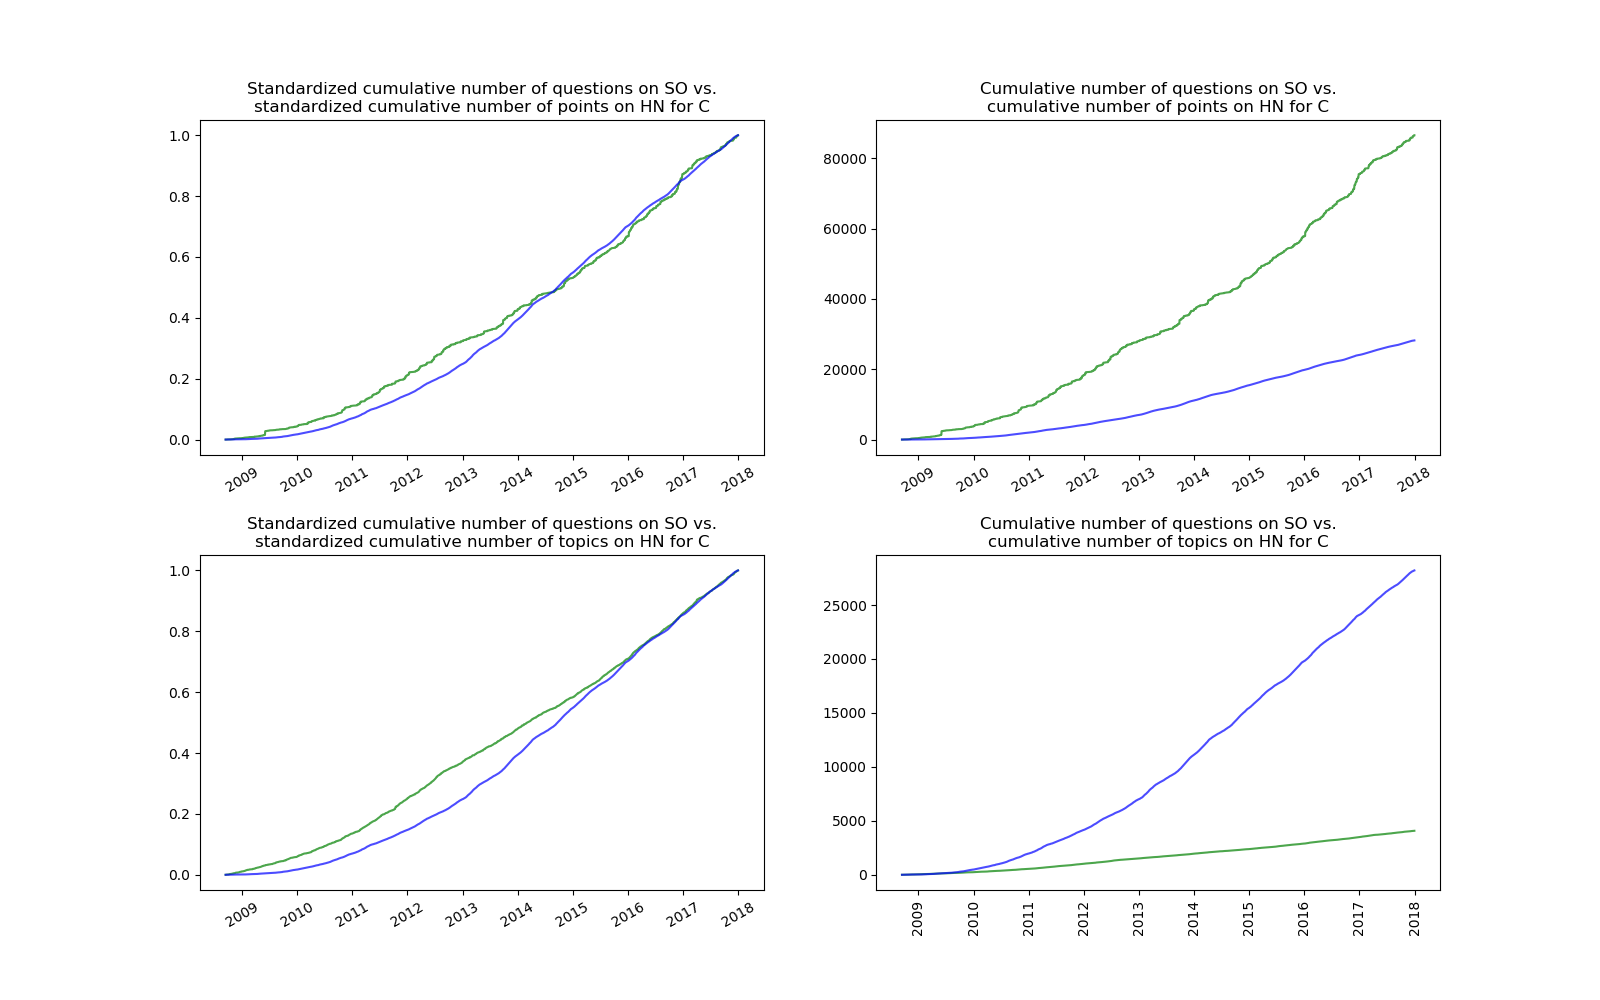 Standardized cumulative number of questions on SO vs.
standardized cumulative number of points on HN for C
1.0
0.8
0.6
0.4
0.2
0.0
2009 2010 2011 2012 2013 2014 2015 2016 2017 2018
Cumulative number of questions on SO vs.
cumulative number of points on HN for C
80000
60000
40000
20000
0
2009 2010 2011 2012 2013 2014 2015 2016 2017 2018
Standardized cumulative number of questions on SO vs.
standardized cumulative number of topics on HN for C
1.0
0.8
0.6
0.4
0.2
0.0
2009 2010 2011 2012 2013 2014 2015 2016 2017 2018
Cumulative number of questions on SO vs.
cumulative number of topics on HN for C
25000
20000
15000
10000
5000
0
2009 2010 2011 2012 2013 2014 2015 2016 2017 2018